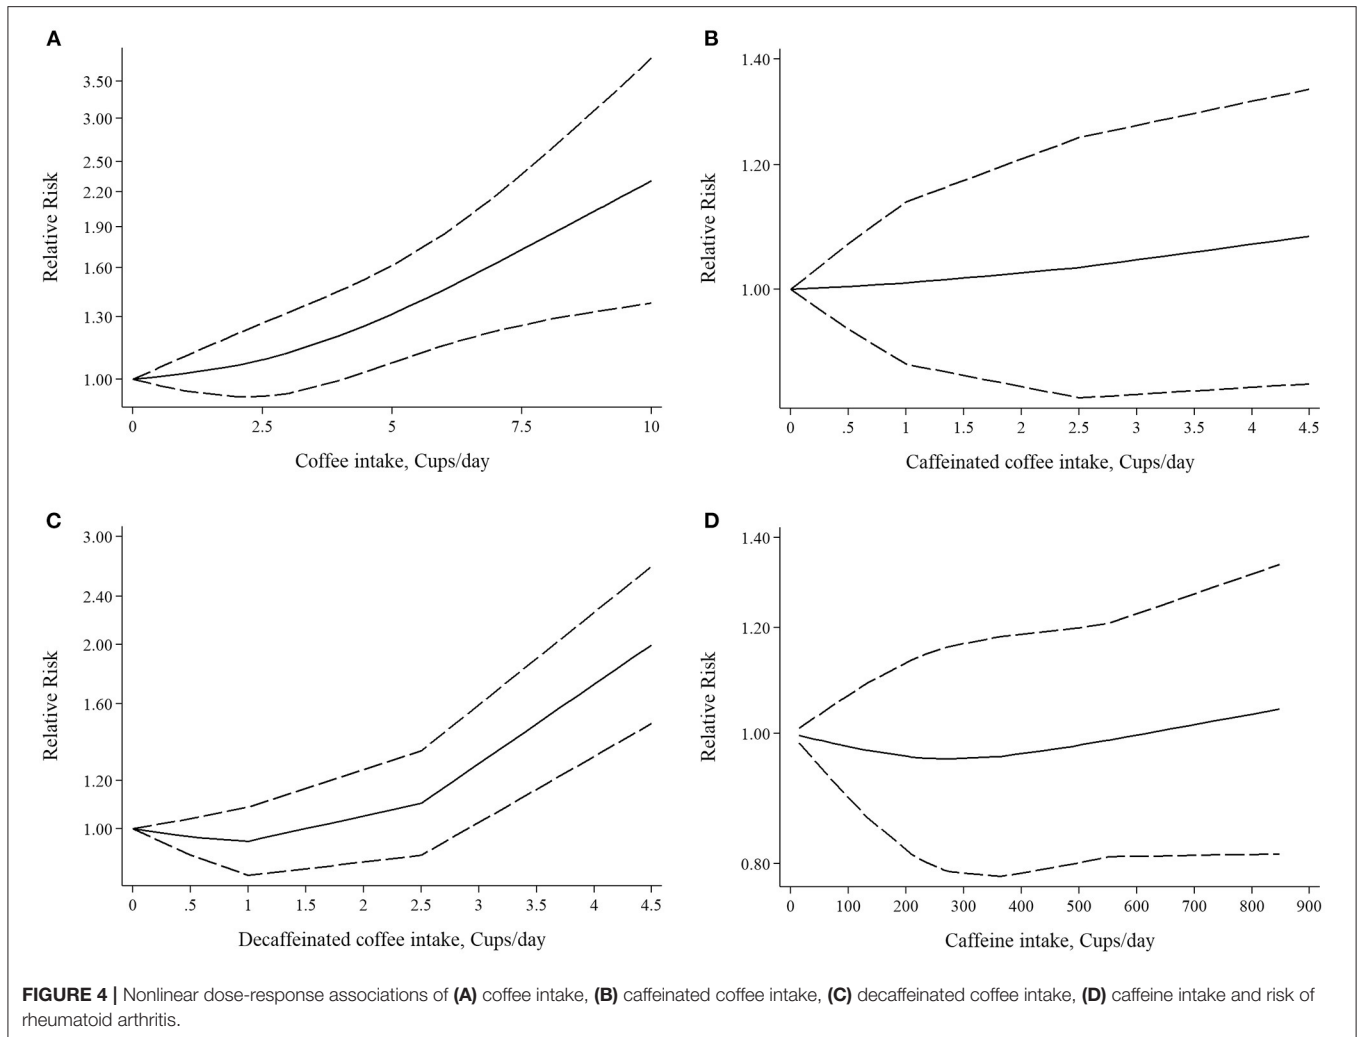 A
3.50
3.00
2.50
2.20
1.90
1.60
1.30
1.00
Relative Risk
0 2.5 5 7.5 10
Coffee intake, Cups/day
B
1.40
1.20
1.00
Relative Risk
0 .5 1 1.5 2 2.5 3 3.5 4 4.5
Caffeinated coffee intake, Cups/day
C
3.00
2.40
2.00
1.60
1.20
1.00
Relative Risk
0 .5 1 1.5 2 2.5 3 3.5 4 4.5
Decaffeinated coffee intake, Cups/day
D
1.40
1.20
1.00
0.80
Relative Risk
0 100 200 300 400 500 600 700 800 900
Caffeine intake, Cups/day
FIGURE 4 | Nonlinear dose-response associations of (A) coffee intake, (B) caffeinated coffee intake, (C) decaffeinated coffee intake, (D) caffeine intake and risk of
rheumatoid arthritis.